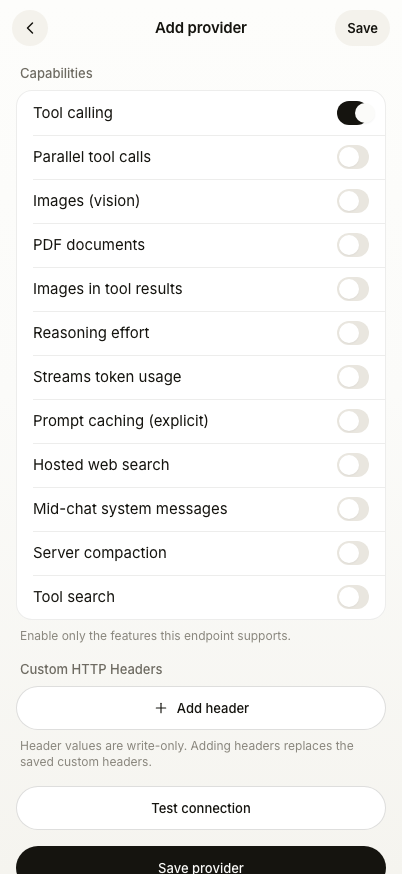 Add provider
Save
Capabilities
Tool calling
Parallel tool calls
Images (vision)
PDF documents
Images in tool results
Reasoning effort
Streams token usage
Prompt caching (explicit)
Hosted web search
Mid-chat system messages
Server compaction
Tool search
Enable only the features this endpoint supports.
Custom HTTP Headers
Add header
Header values are write-only. Adding headers replaces the
saved custom headers.
Test connection
Save provider